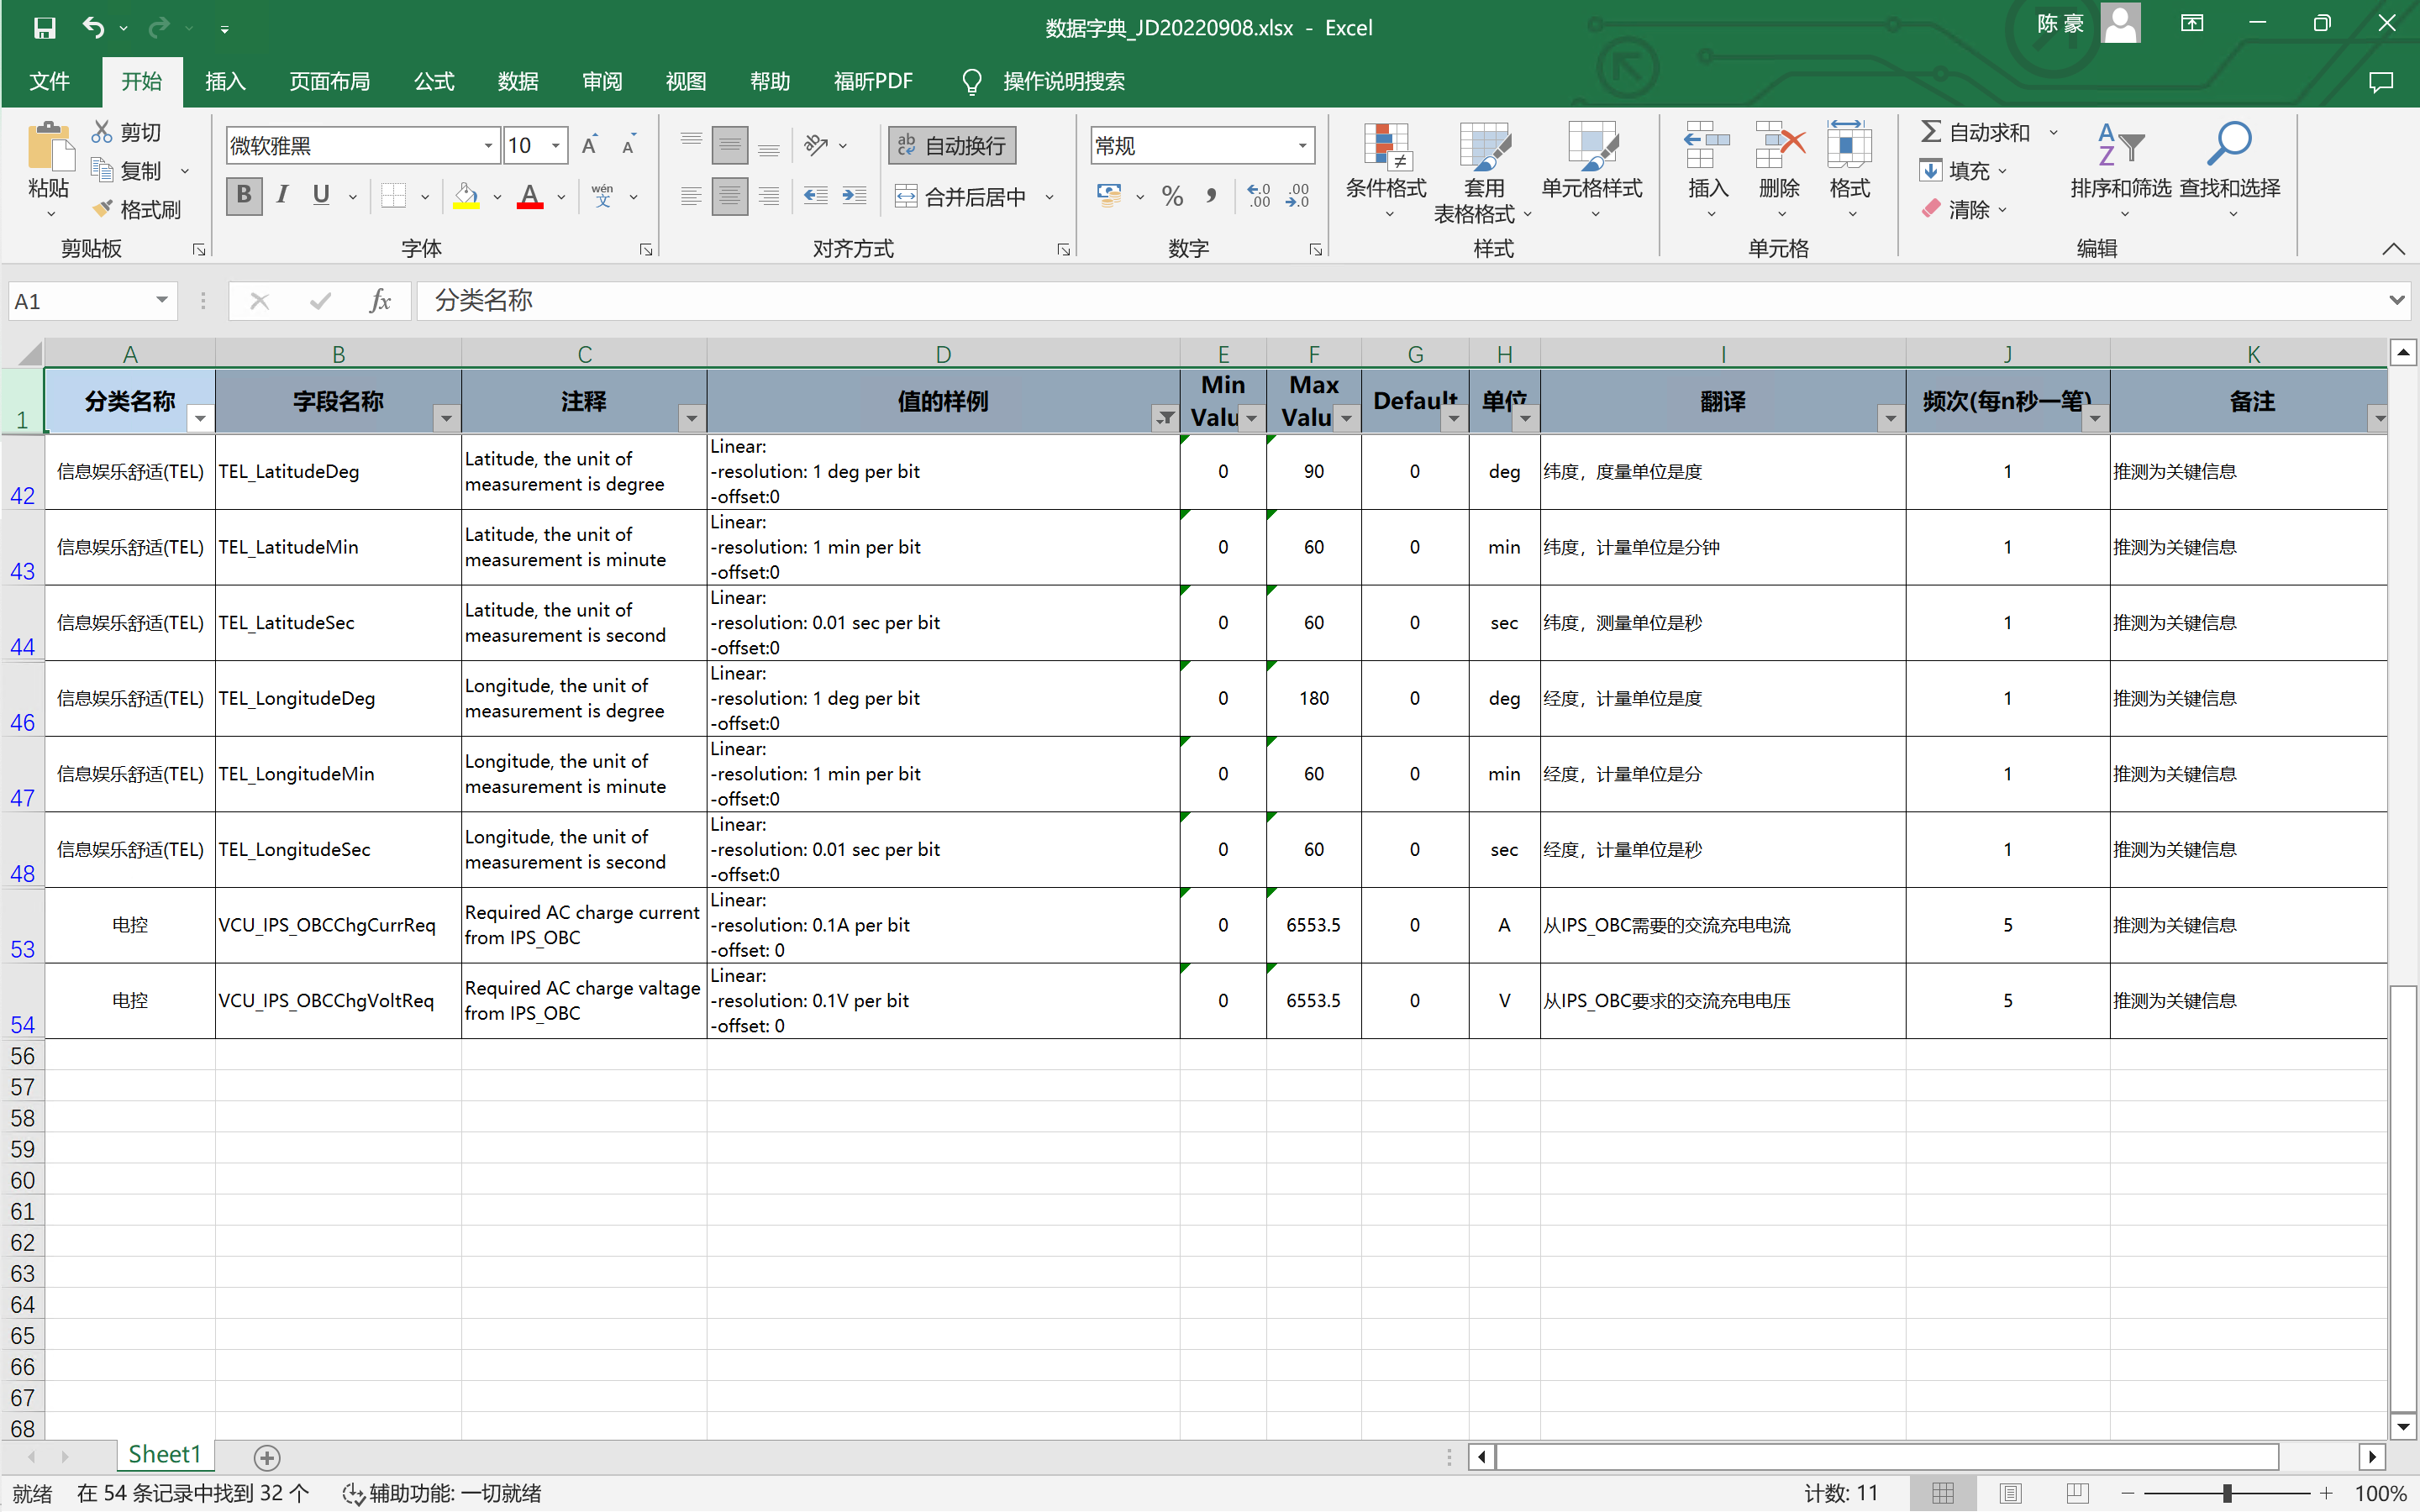 数据字典_JD20220908.xlsx - Excel
陈 豪
文件 开始 插入 页面布局 公式 数据 审阅 视图 帮助 福昕PDF 操作说明搜索
粘贴
剪切
复制
格式刷
剪贴板
微软雅黑 10
B I U A wén 文
字体
自动换行
合并后居中
对齐方式
常规
数字
条件格式
套用
表格格式
单元格样式
样式
插入 删除 格式
单元格
自动求和
填充
清除
排序和筛选 查找和选择
编辑
A1 fx 分类名称
A B C D E F G H I J K
1 分类名称 字段名称 注释 值的样例 Min Valu Max Valu Default 单位 翻译 频次(每n秒一笔) 备注
42 信息娱乐舒适(TEL) TEL_LatitudeDeg
Latitude, the unit of
measurement is degree
Linear:
-resolution: 1 deg per bit
-offset:0
0 90 0 deg 纬度，度量单位是度 1 推测为关键信息
43 信息娱乐舒适(TEL) TEL_LatitudeMin
Latitude, the unit of
measurement is minute
Linear:
-resolution: 1 min per bit
-offset:0
0 60 0 min 纬度，计量单位是分钟 1 推测为关键信息
44 信息娱乐舒适(TEL) TEL_LatitudeSec
Latitude, the unit of
measurement is second
Linear:
-resolution: 0.01 sec per bit
-offset:0
0 60 0 sec 纬度，测量单位是秒 1 推测为关键信息
46 信息娱乐舒适(TEL) TEL_LongitudeDeg
Longitude, the unit of
measurement is degree
Linear:
-resolution: 1 deg per bit
-offset:0
0 180 0 deg 经度，计量单位是度 1 推测为关键信息
47 信息娱乐舒适(TEL) TEL_LongitudeMin
Longitude, the unit of
measurement is minute
Linear:
-resolution: 1 min per bit
-offset:0
0 60 0 min 经度，计量单位是分 1 推测为关键信息
48 信息娱乐舒适(TEL) TEL_LongitudeSec
Longitude, the unit of
measurement is second
Linear:
-resolution: 0.01 sec per bit
-offset:0
0 60 0 sec 经度，计量单位是秒 1 推测为关键信息
53 电控 VCU_IPS_OBCChgCurrReq
Required AC charge current
from IPS_OBC
Linear:
-resolution: 0.1A per bit
-offset: 0
0 6553.5 0 A 从IPS_OBC需要的交流充电电流 5 推测为关键信息
54 电控 VCU_IPS_OBCChgVoltReq
Required AC charge valtage
from IPS_OBC
Linear:
-resolution: 0.1V per bit
-offset: 0
0 6553.5 0 V 从IPS_OBC要求的交流充电电压 5 推测为关键信息
56
57
58
59
60
61
62
63
64
65
66
67
68
Sheet1
就绪 在 54 条记录中找到 32 个 辅助功能: 一切就绪 计数: 11 100%